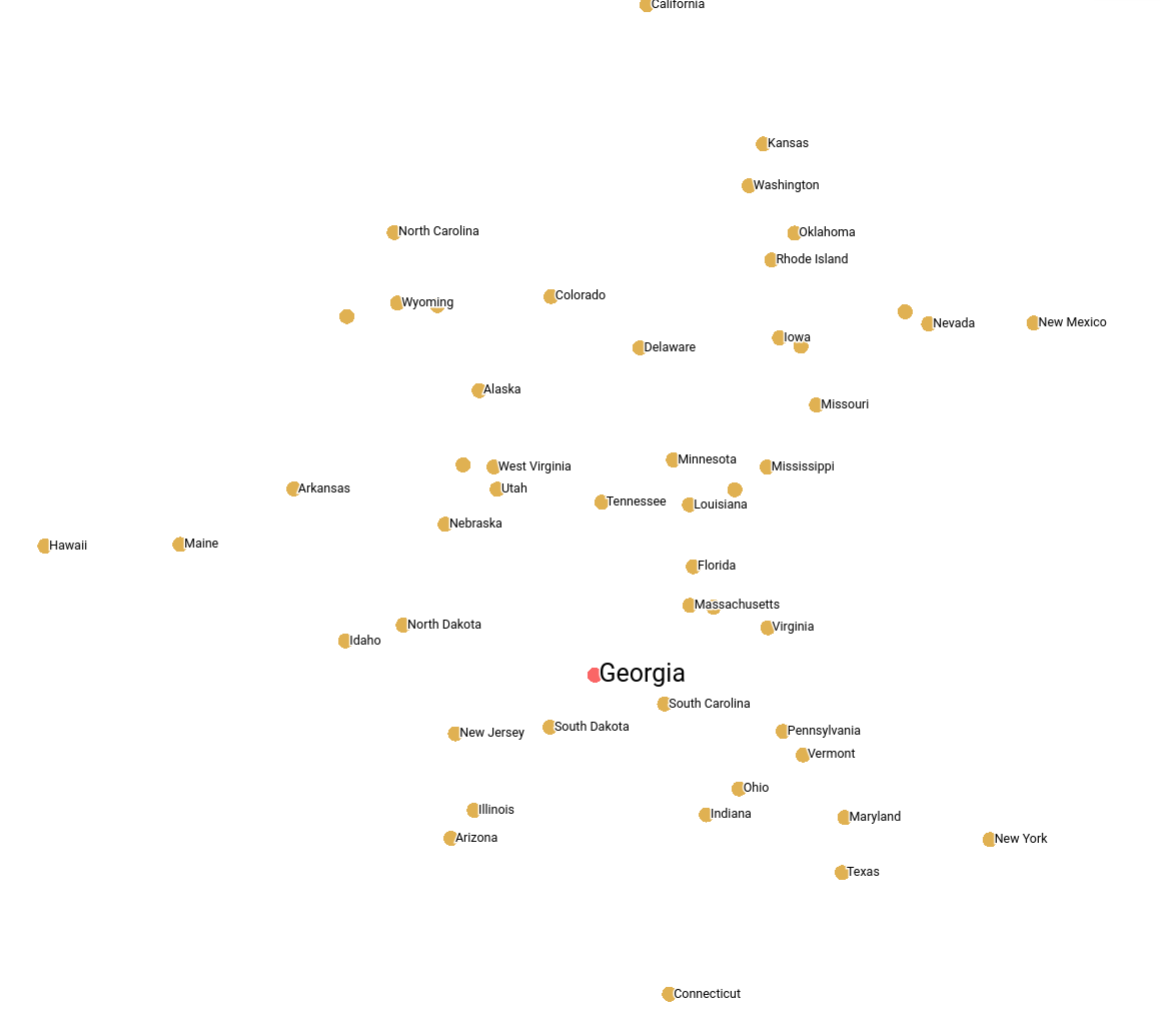 California
Kansas
Washington
North Carolina
Oklahoma
Rhode Island
Colorado
Wyoming
Nevada
New Mexico
Iowa
Delaware
Alaska
Missouri
Minnesota
West Virginia
Mississippi
Arkansas
Utah
Tennessee
Louisiana
Nebraska
Hawaii
Maine
Florida
Massachusetts
North Dakota
Virginia
Idaho
Georgia
South Carolina
South Dakota
New Jersey
Pennsylvania
Vermont
Ohio
Illinois
Indiana
Maryland
Arizona
New York
Texas
Connecticut